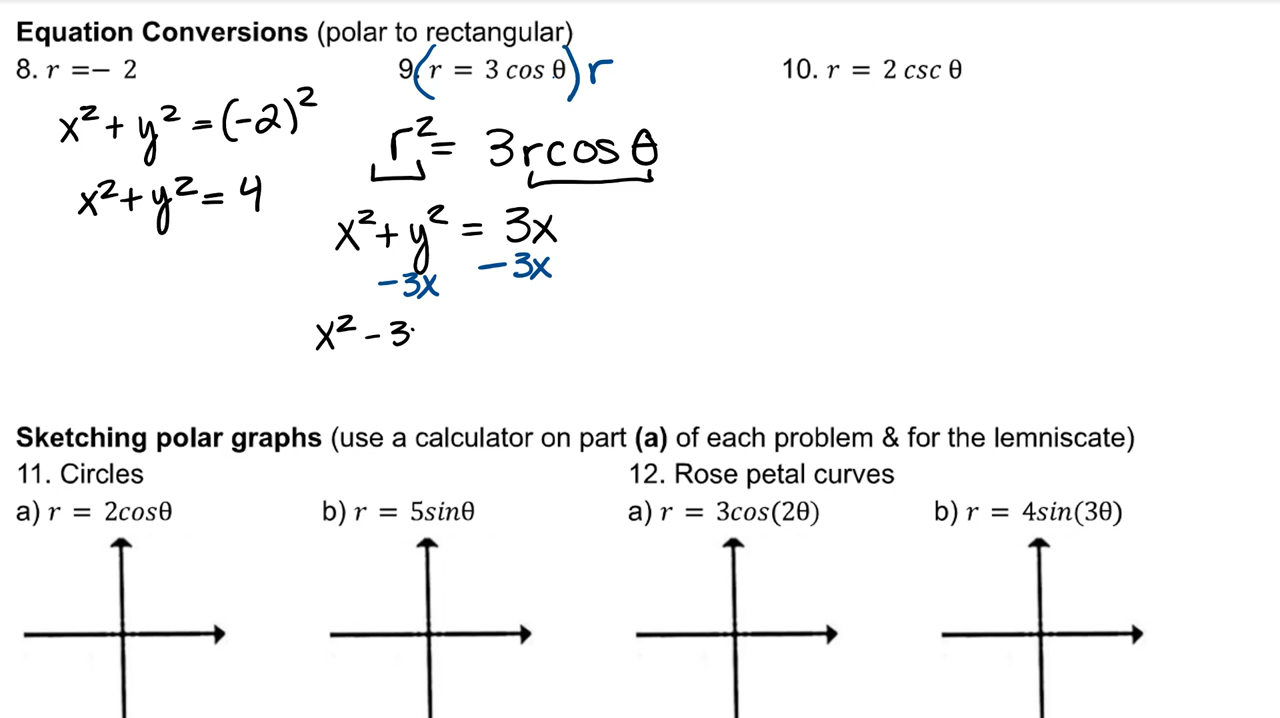 Equation Conversions (polar to rectangular)
8. r =− 2
9. (r = 3 cos θ) r
10. r = 2 csc θ
x² + y² = (-2)²
x² + y² = 4
r² = 3r cos θ
x² + y² = 3x
-3x -3x
x² - 3
Sketching polar graphs (use a calculator on part (a) of each problem & for the lemniscate)
11. Circles
a) r = 2cosθ
b) r = 5sinθ
12. Rose petal curves
a) r = 3cos(2θ)
b) r = 4sin(3θ)